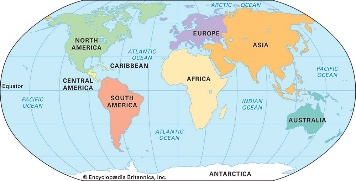 ARCTIC OCEAN
NORTH
AMERICA
EUROPE
ASIA
ATLANTIC
OCEAN
CARIBBEAN
PACIFIC
OCEAN
CENTRAL
AMERICA
AFRICA
Equator
PACIFIC
OCEAN
SOUTH
AMERICA
INDIAN
OCEAN
AUSTRALIA
ATLANTIC
OCEAN
ANTARCTICA
© Encyclopædia Britannica, Inc.